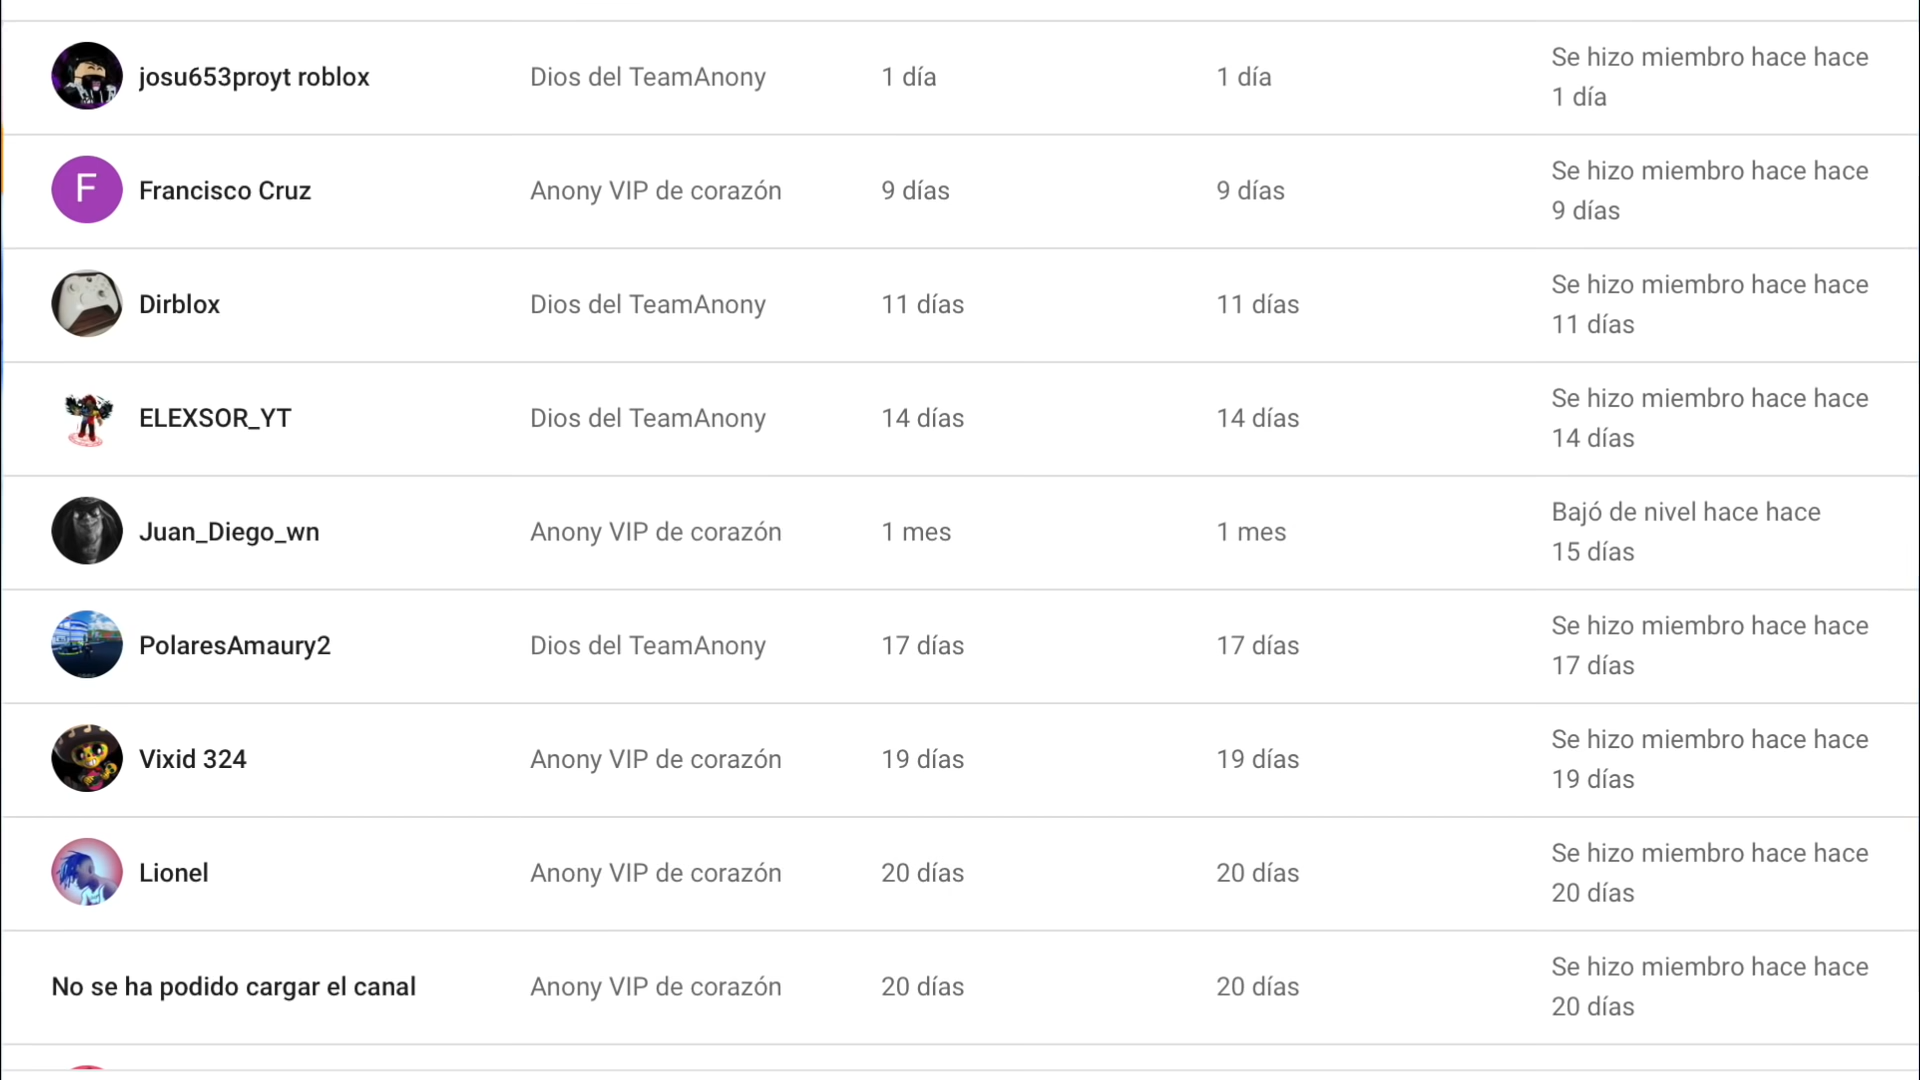 josu653proyt roblox Dios del TeamAnony 1 día 1 día Se hizo miembro hace hace
1 día
F Francisco Cruz Anony VIP de corazón 9 días 9 días Se hizo miembro hace hace
9 días
Dirblox Dios del TeamAnony 11 días 11 días Se hizo miembro hace hace
11 días
ELEXSOR_YT Dios del TeamAnony 14 días 14 días Se hizo miembro hace hace
14 días
Juan_Diego_wn Anony VIP de corazón 1 mes 1 mes Bajó de nivel hace hace
15 días
PolaresAmaury2 Dios del TeamAnony 17 días 17 días Se hizo miembro hace hace
17 días
Vixid 324 Anony VIP de corazón 19 días 19 días Se hizo miembro hace hace
19 días
Lionel Anony VIP de corazón 20 días 20 días Se hizo miembro hace hace
20 días
No se ha podido cargar el canal Anony VIP de corazón 20 días 20 días Se hizo miembro hace hace
20 días